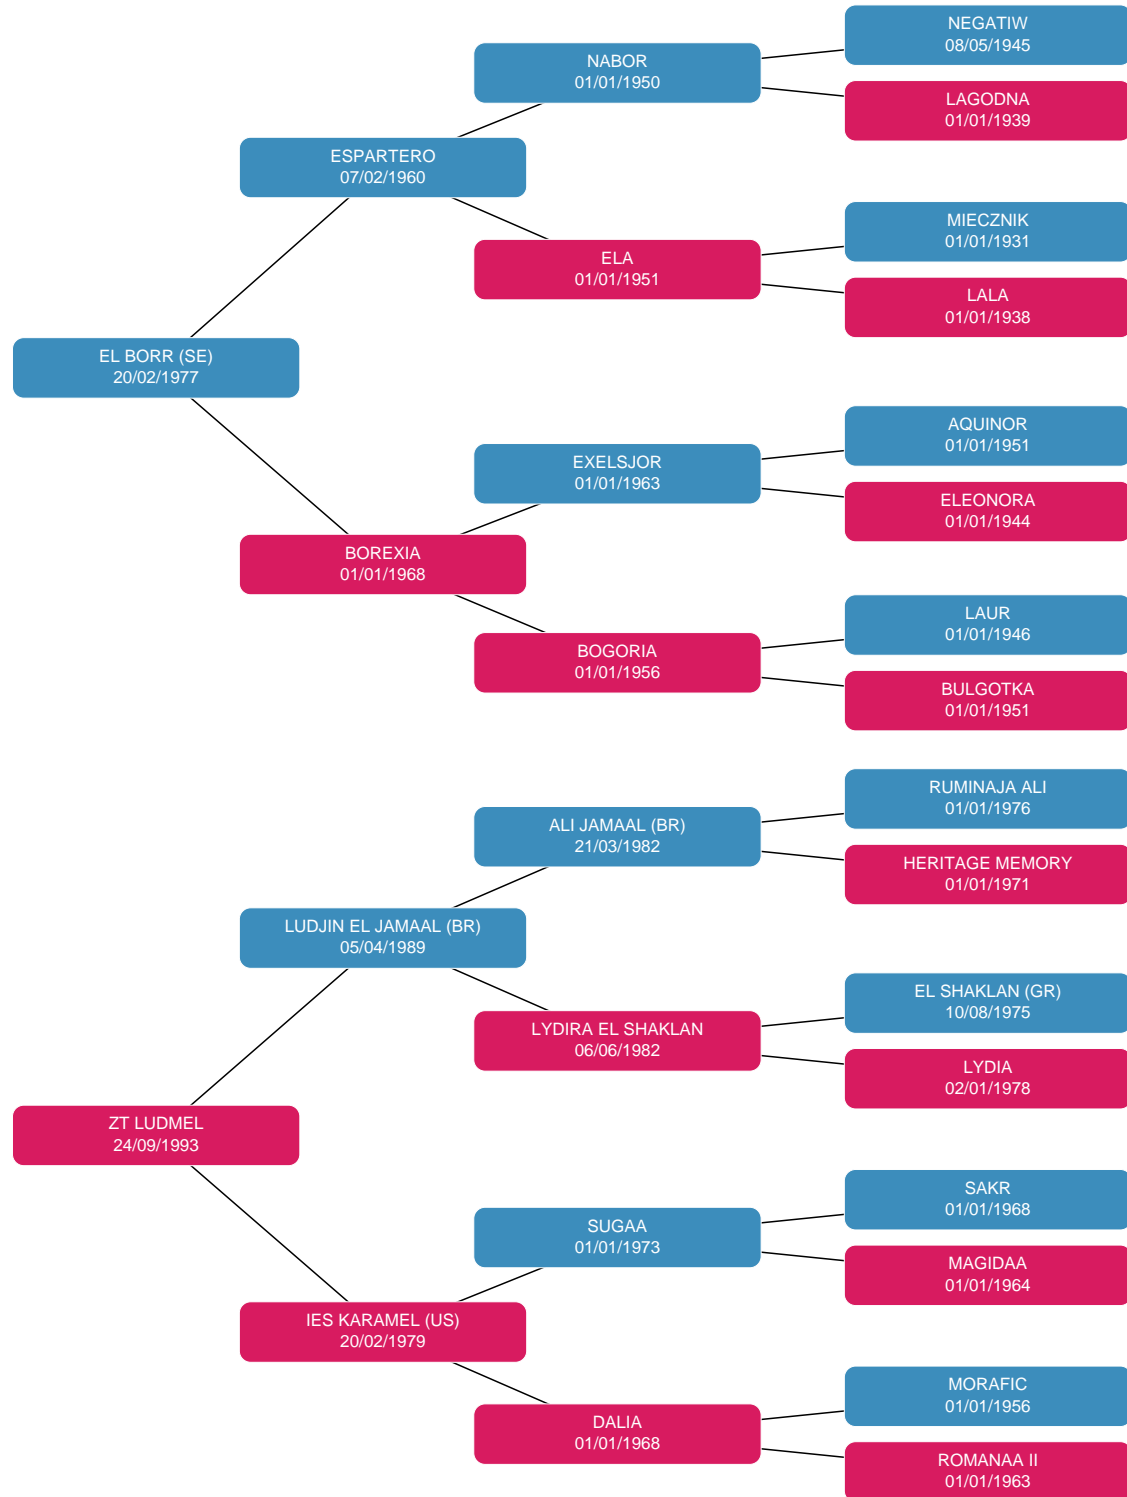 NEGATIW
08/05/1945
NABOR
01/01/1950
LAGODNA
01/01/1939
ESPARTERO
07/02/1960
MIECZNIK
01/01/1931
ELA
01/01/1951
LALA
01/01/1938
EL BORR (SE)
20/02/1977
AQUINOR
01/01/1951
EXELSJOR
01/01/1963
ELEONORA
01/01/1944
BOREXIA
01/01/1968
LAUR
01/01/1946
BOGORIA
01/01/1956
BULGOTKA
01/01/1951
RUMINAJA ALI
01/01/1976
ALI JAMAAL (BR)
21/03/1982
HERITAGE MEMORY
01/01/1971
LUDJIN EL JAMAAL (BR)
05/04/1989
EL SHAKLAN (GR)
10/08/1975
LYDIRA EL SHAKLAN
06/06/1982
LYDIA
02/01/1978
ZT LUDMEL
24/09/1993
SAKR
01/01/1968
SUGAA
01/01/1973
MAGIDAA
01/01/1964
IES KARAMEL (US)
20/02/1979
MORAFIC
01/01/1956
DALIA
01/01/1968
ROMANAA II
01/01/1963